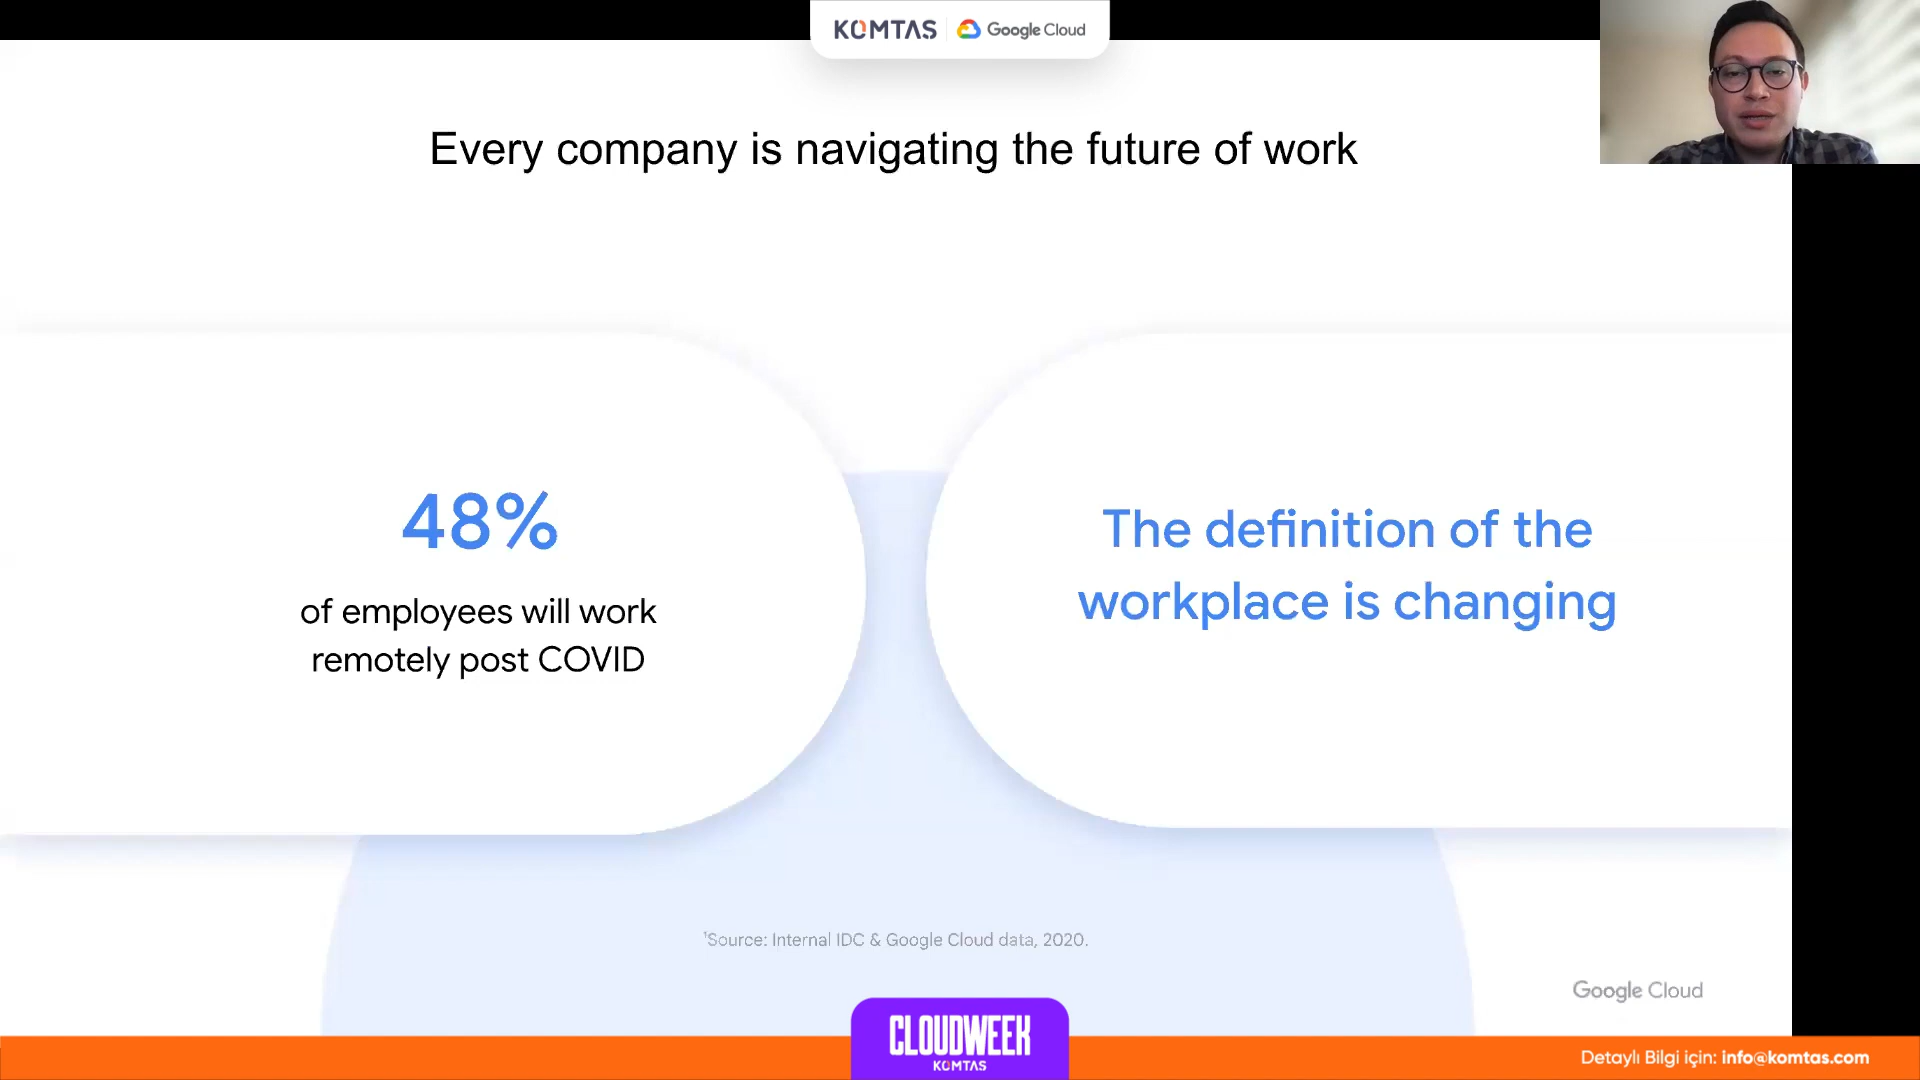 KOMTAS Google Cloud
Every company is navigating the future of work
48%
of employees will work
remotely post COVID
The definition of the
workplace is changing
¹Source: Internal IDC & Google Cloud data, 2020.
Google Cloud
CLOUDWEEK
KOMTAS
Detaylı Bilgi için: info@komtas.com